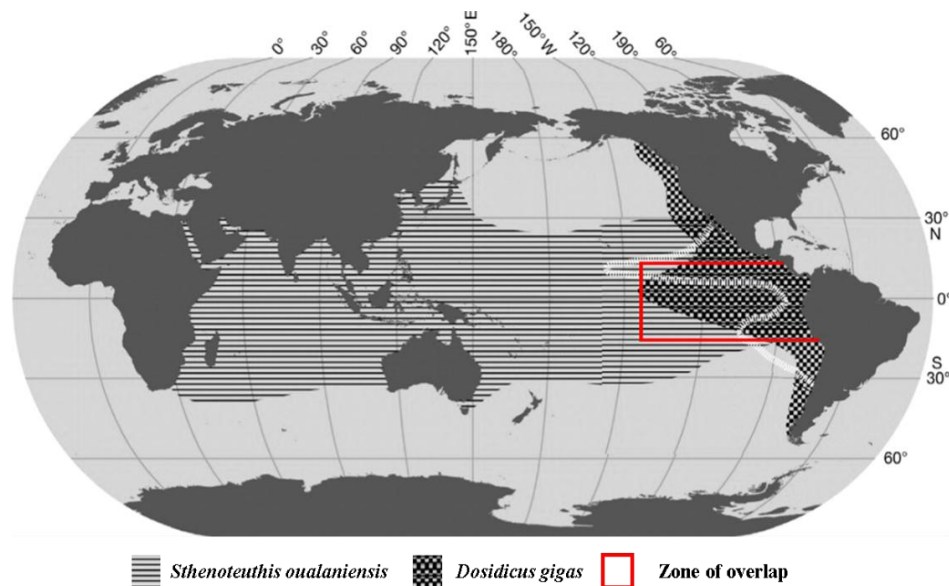 0° 30° 60° 90° 120° 150°E 180° 150°W 120° 190° 60°
60°
30°
N
0°
S
30°
60°
Sthenoteuthis oualaniensis Dosidicus gigas Zone of overlap